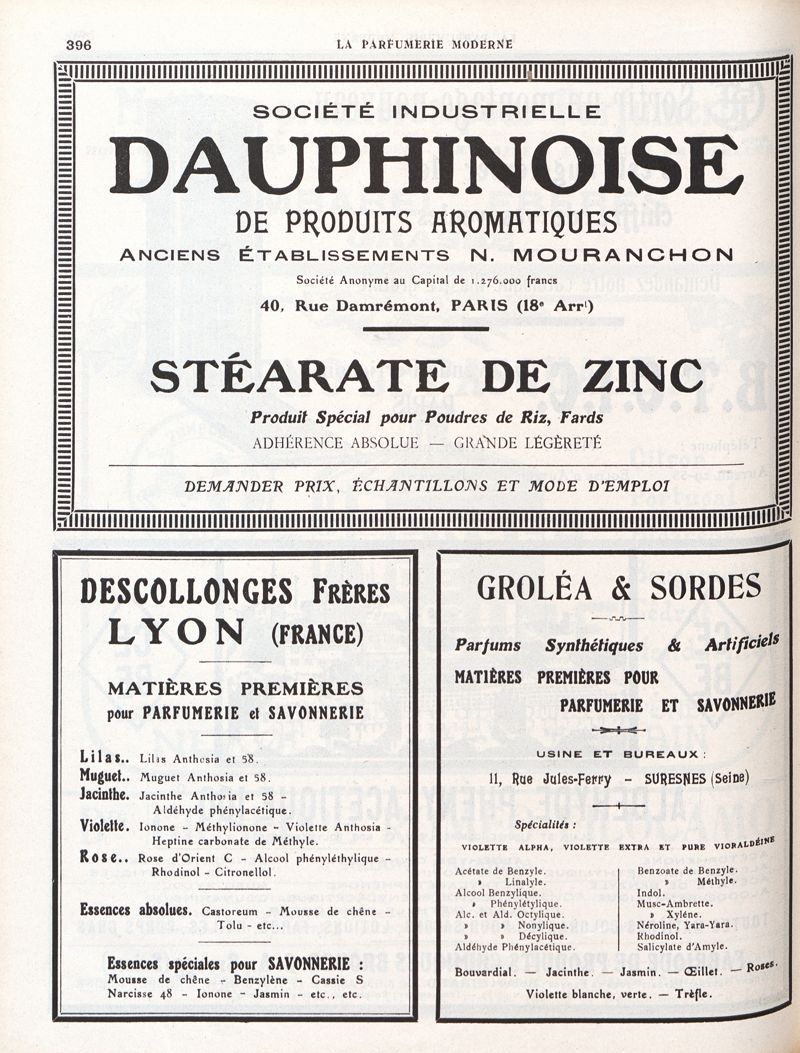 396
LA PARFUMERIE MODERNE
SOCIÉTÉ INDUSTRIELLE
DAUPHINOISE
DE PRODUITS AROMATIQUES
ANCIENS ÉTABLISSEMENTS N. MOURANCHON
Société Anonyme au Capital de 1.276.000 francs
40, Rue Damrémont, PARIS (18e Arrt)
STÉARATE DE ZINC
Produit Spécial pour Poudres de Riz, Fards
ADHÉRENCE ABSOLUE — GRANDE LÉGÈRETÉ
DEMANDER PRIX, ÉCHANTILLONS ET MODE D'EMPLOI
DESCOLLONGES FRÈRES
LYON (FRANCE)
MATIÈRES PREMIÈRES
pour PARFUMERIE et SAVONNERIE
Lilas.. Lilas Anthosia et 58.
Muguet.. Muguet Anthosia et 58.
Jacinthe. Jacinthe Anthosia et 58 –
Aldéhyde phénylacétique.
Violette. Ionone – Méthylionone – Violette Anthosia –
Heptine carbonate de Méthyle.
Rose.. Rose d'Orient C – Alcool phényléthylique –
Rhodinol – Citronellol.
Essences absolues. Castoreum – Mousse de chêne –
Tolu – etc...
Essences spéciales pour SAVONNERIE :
Mousse de chêne – Benzylène – Cassie S
Narcisse 48 – Ionone – Jasmin – etc., etc.
GROLÉA & SORDES
Parfums Synthétiques & Artificiels
MATIÈRES PREMIÈRES POUR
PARFUMERIE ET SAVONNERIE
USINE ET BUREAUX :
11, Rue Jules-Ferry – SURESNES (Seine)
Spécialités :
VIOLETTE ALPHA, VIOLETTE EXTRA ET PURE VIORALDÉINE
Acétate de Benzyle.
» Linalyle.
Alcool Benzylique.
» Phénylétylique.
Alc. et Ald. Octylique.
» » Nonylique.
» » Décylique.
Aldéhyde Phénylacétique.
Benzoate de Benzyle.
» Méthyle.
Indol.
Musc-Ambrette.
» Xylène.
Néroline, Yara-Yara.
Rhodinol.
Salicylate d'Amyle.
Bouvardial. — Jacinthe. — Jasmin. — Œillet. — Roses.
Violette blanche, verte. — Trèfle.